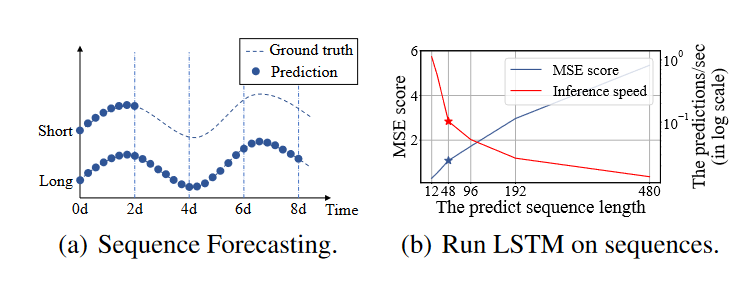 Ground truth
Prediction
Short
Long
0d 2d 4d 6d 8d Time
(a) Sequence Forecasting.
6
4
2
MSE score
MSE score
Inference speed
10^0
10^-1
The predictions/sec
(in log scale)
12 48 96 192 480
The predict sequence length
(b) Run LSTM on sequences.